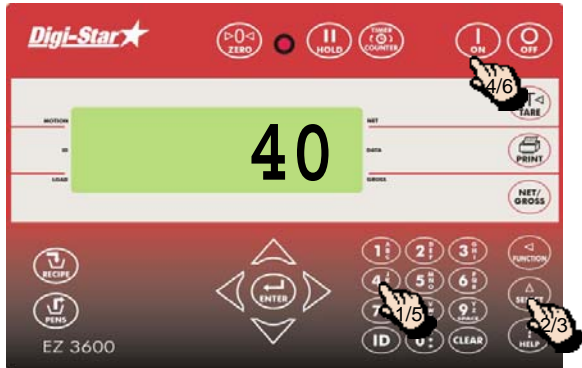 Digi-Star
ZERO
HOLD
TIMER
COUNTER
ON
OFF
4/6
TARE
MOTION
NET
40
ID
DATA
PRINT
LOAD
GROSS
NET/
GROSS
RECIPE
ENTER
PENS
1 2 3
FUNCTION
4 5 6
SELECT
7 9
SPACE
1/5
2/3
ID 0 CLEAR
HELP
EZ 3600